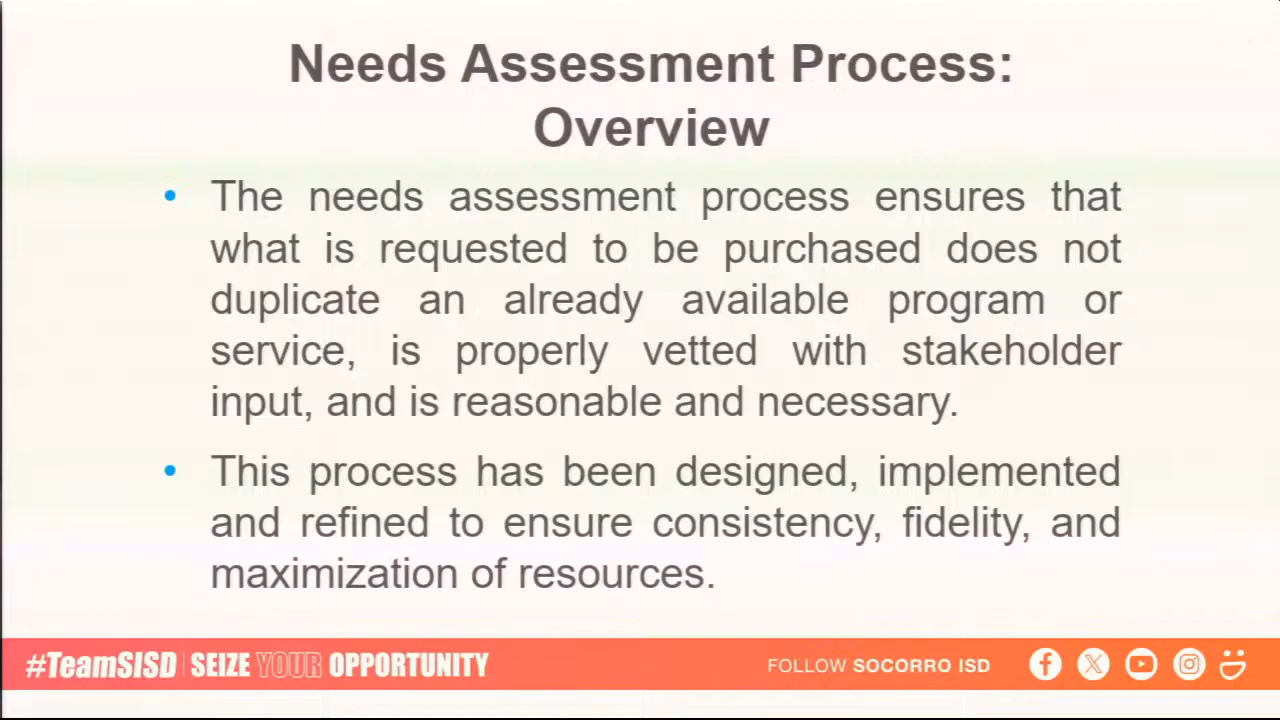 Needs Assessment Process:
Overview
• The needs assessment process ensures that
what is requested to be purchased does not
duplicate an already available program or
service, is properly vetted with stakeholder
input, and is reasonable and necessary.
• This process has been designed, implemented
and refined to ensure consistency, fidelity, and
maximization of resources.
#TeamSISD | SEIZE YOUR OPPORTUNITY
FOLLOW SOCORRO ISD